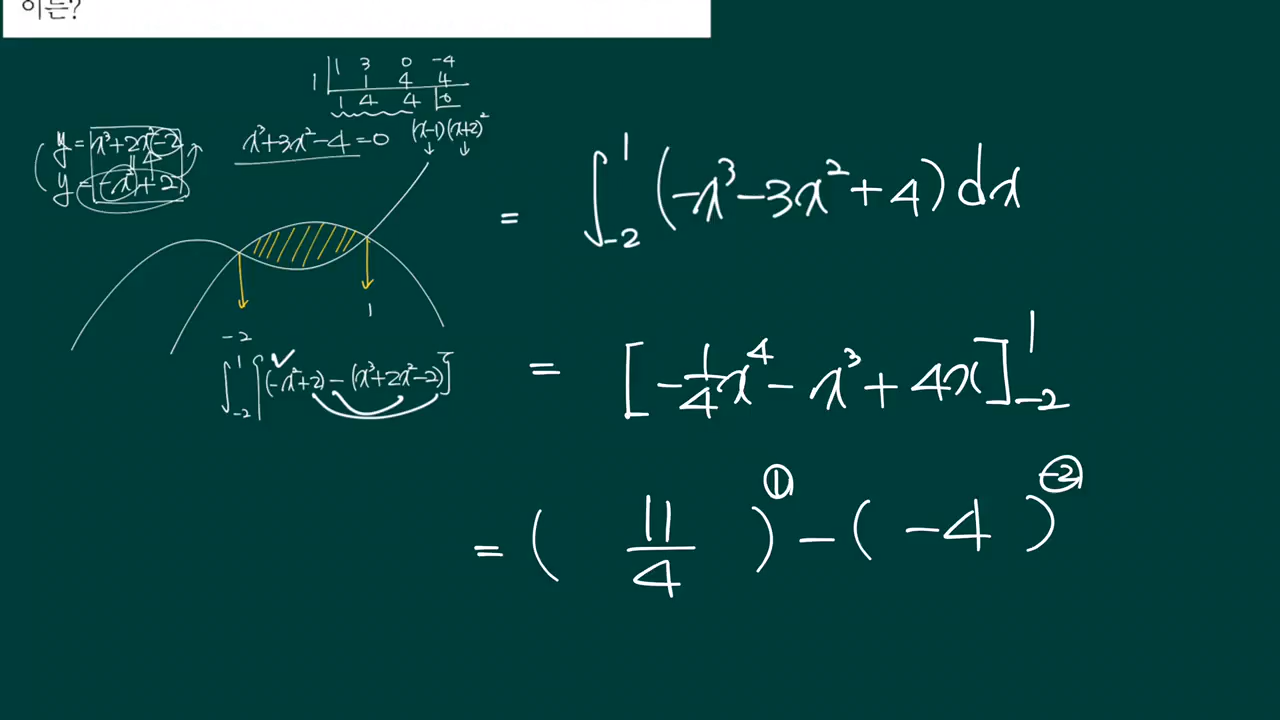 이는?
1 3 0 -4
1 1 4 4
1 4 4 0
y = x³+2x²-2
y = (-x²)+2
x³+3x²-4=0 (x-1)(x+2)²
= ∫₋₂¹ (-x³-3x²+4) dx
1
-2
∫₋₂¹ [(-x²+2)-(x³+2x²-2)]
= [-1/4 x⁴ - x³ + 4x]₋₂¹
= ( 11/4 )① - ( -4 )⊖2